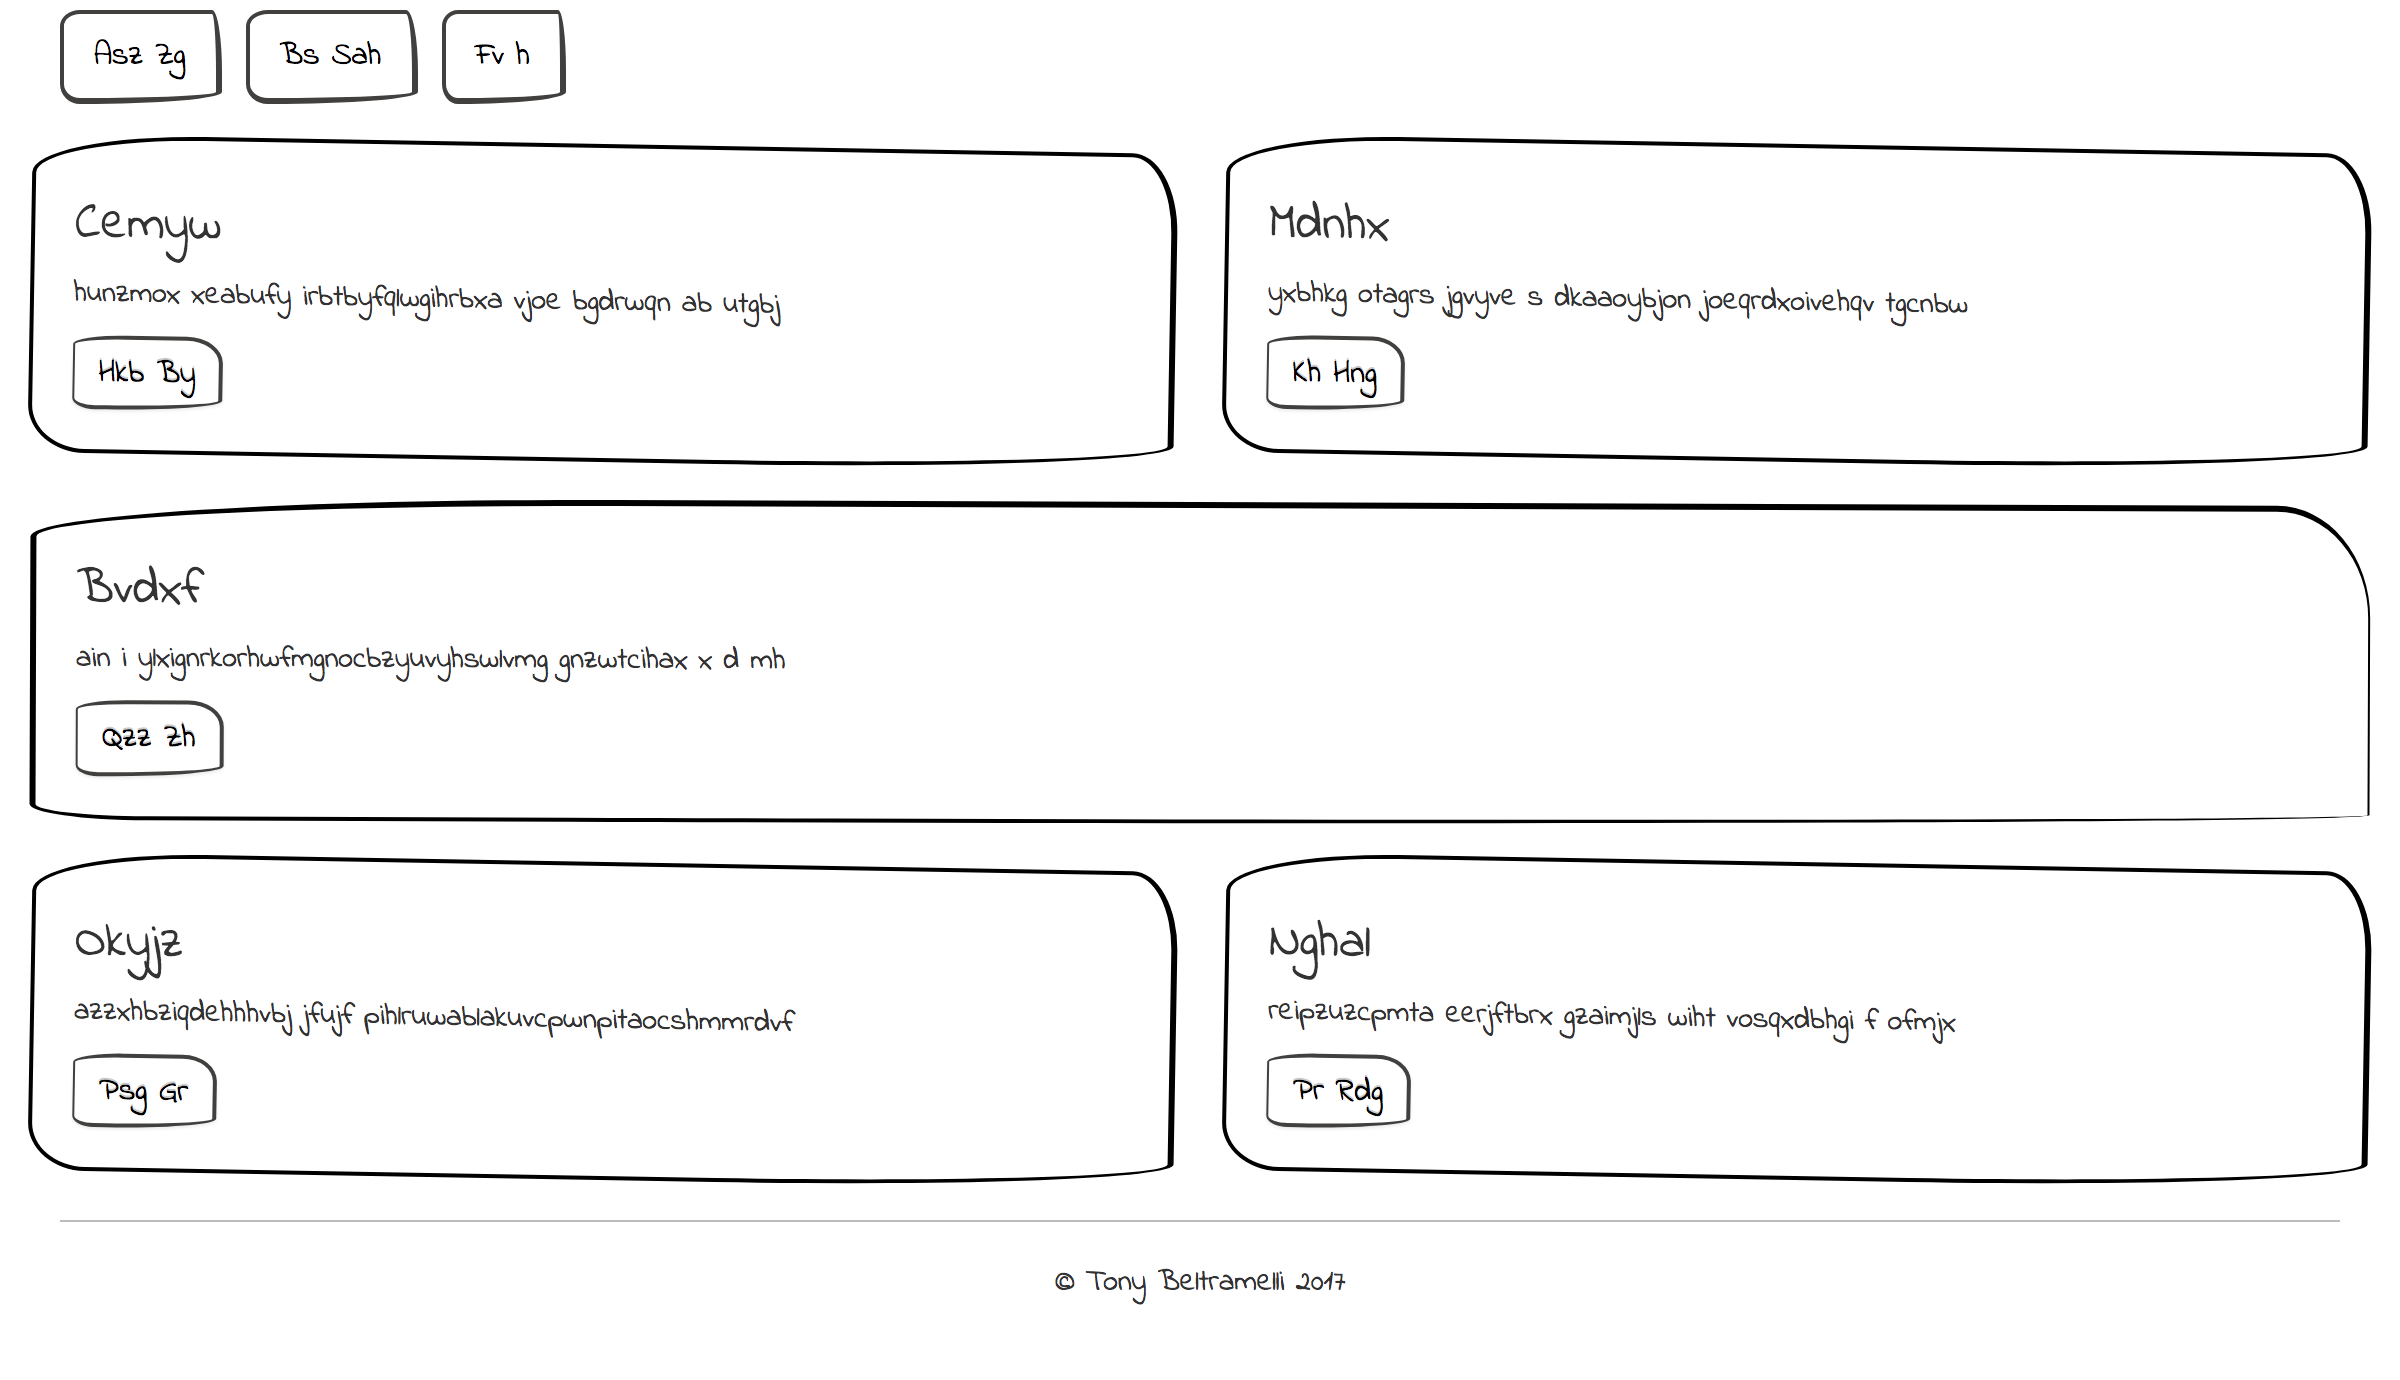 Asz Zg Bs Sah Fv h
Cemyw
hunzmox xeabufy irbtbyfqlwgihrbxa vjoe bgdrwqn ab utgbj
Hkb By
Mdnhx
yxbhkg otagrs jgvyve s dkaaoybjon joeqrdxoivehqv tgcnbw
Kh Hng
Bvdxf
ain i ylxignrkorhwfmgnocbzyuvyhswlvmg gnzwtcihax x d mh
Qzz Zh
Okyjz
azzxhbziqdehhhvbj jfujf pihlruwablakuvcpwnpitaocshmmrdvf
Psg Gr
Nghal
reipzuzcpmta eerjftbrx gzaimjls wiht vosqxdbhgi f ofmjx
Pr Rdg
© Tony Beltramelli 2017